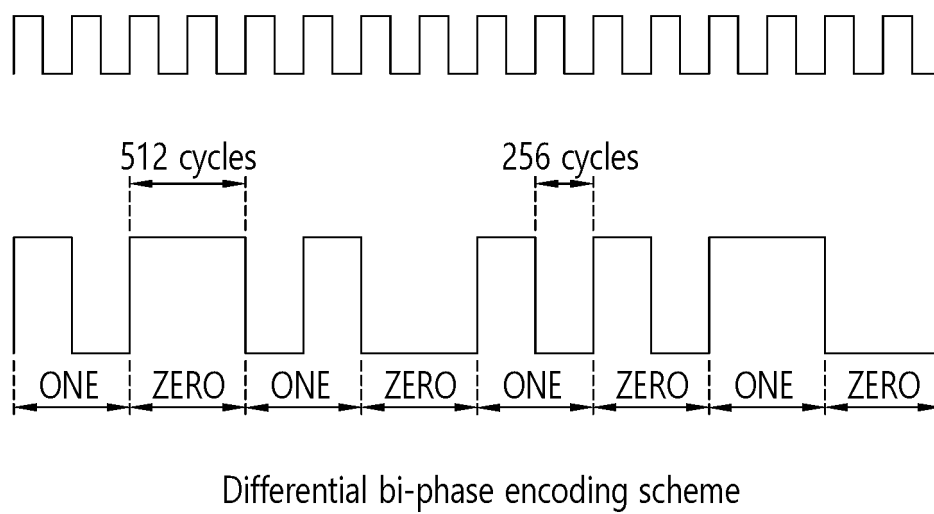 512 cycles 256 cycles
ONE ZERO ONE ZERO ONE ZERO ONE ZERO
Differential bi-phase encoding scheme